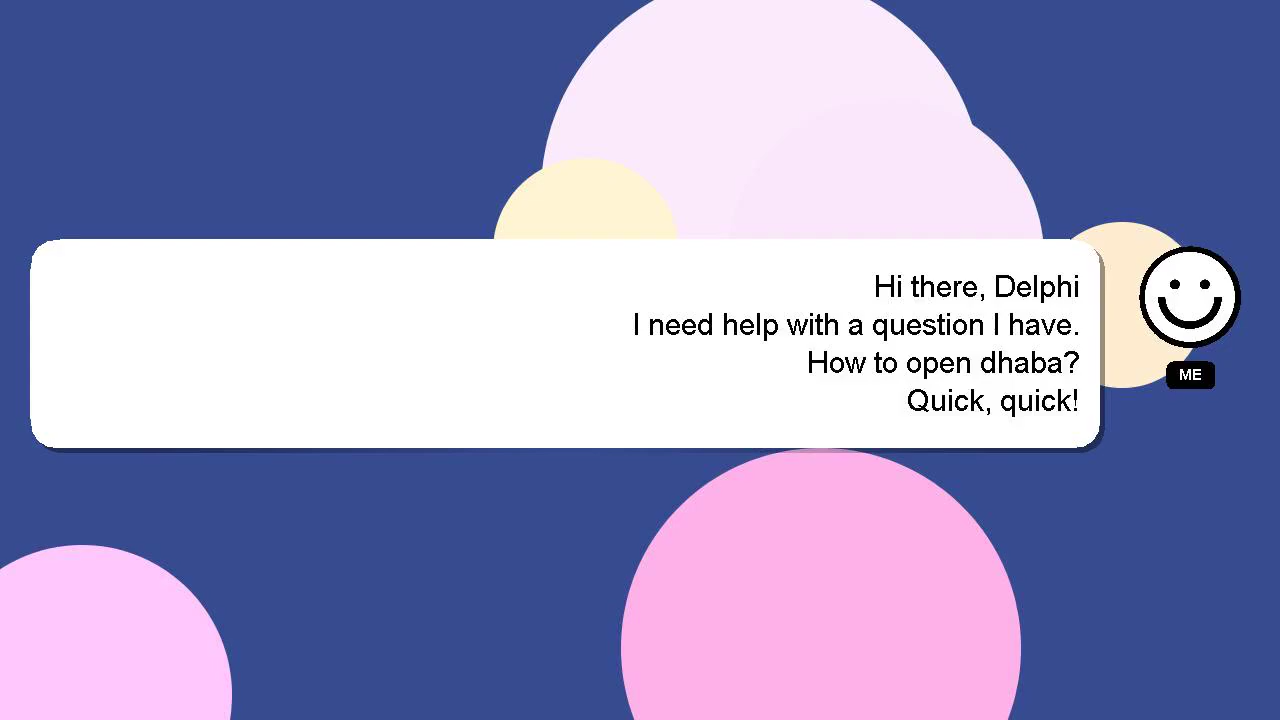 Hi there, Delphi
I need help with a question I have.
How to open dhaba?
Quick, quick!
ME